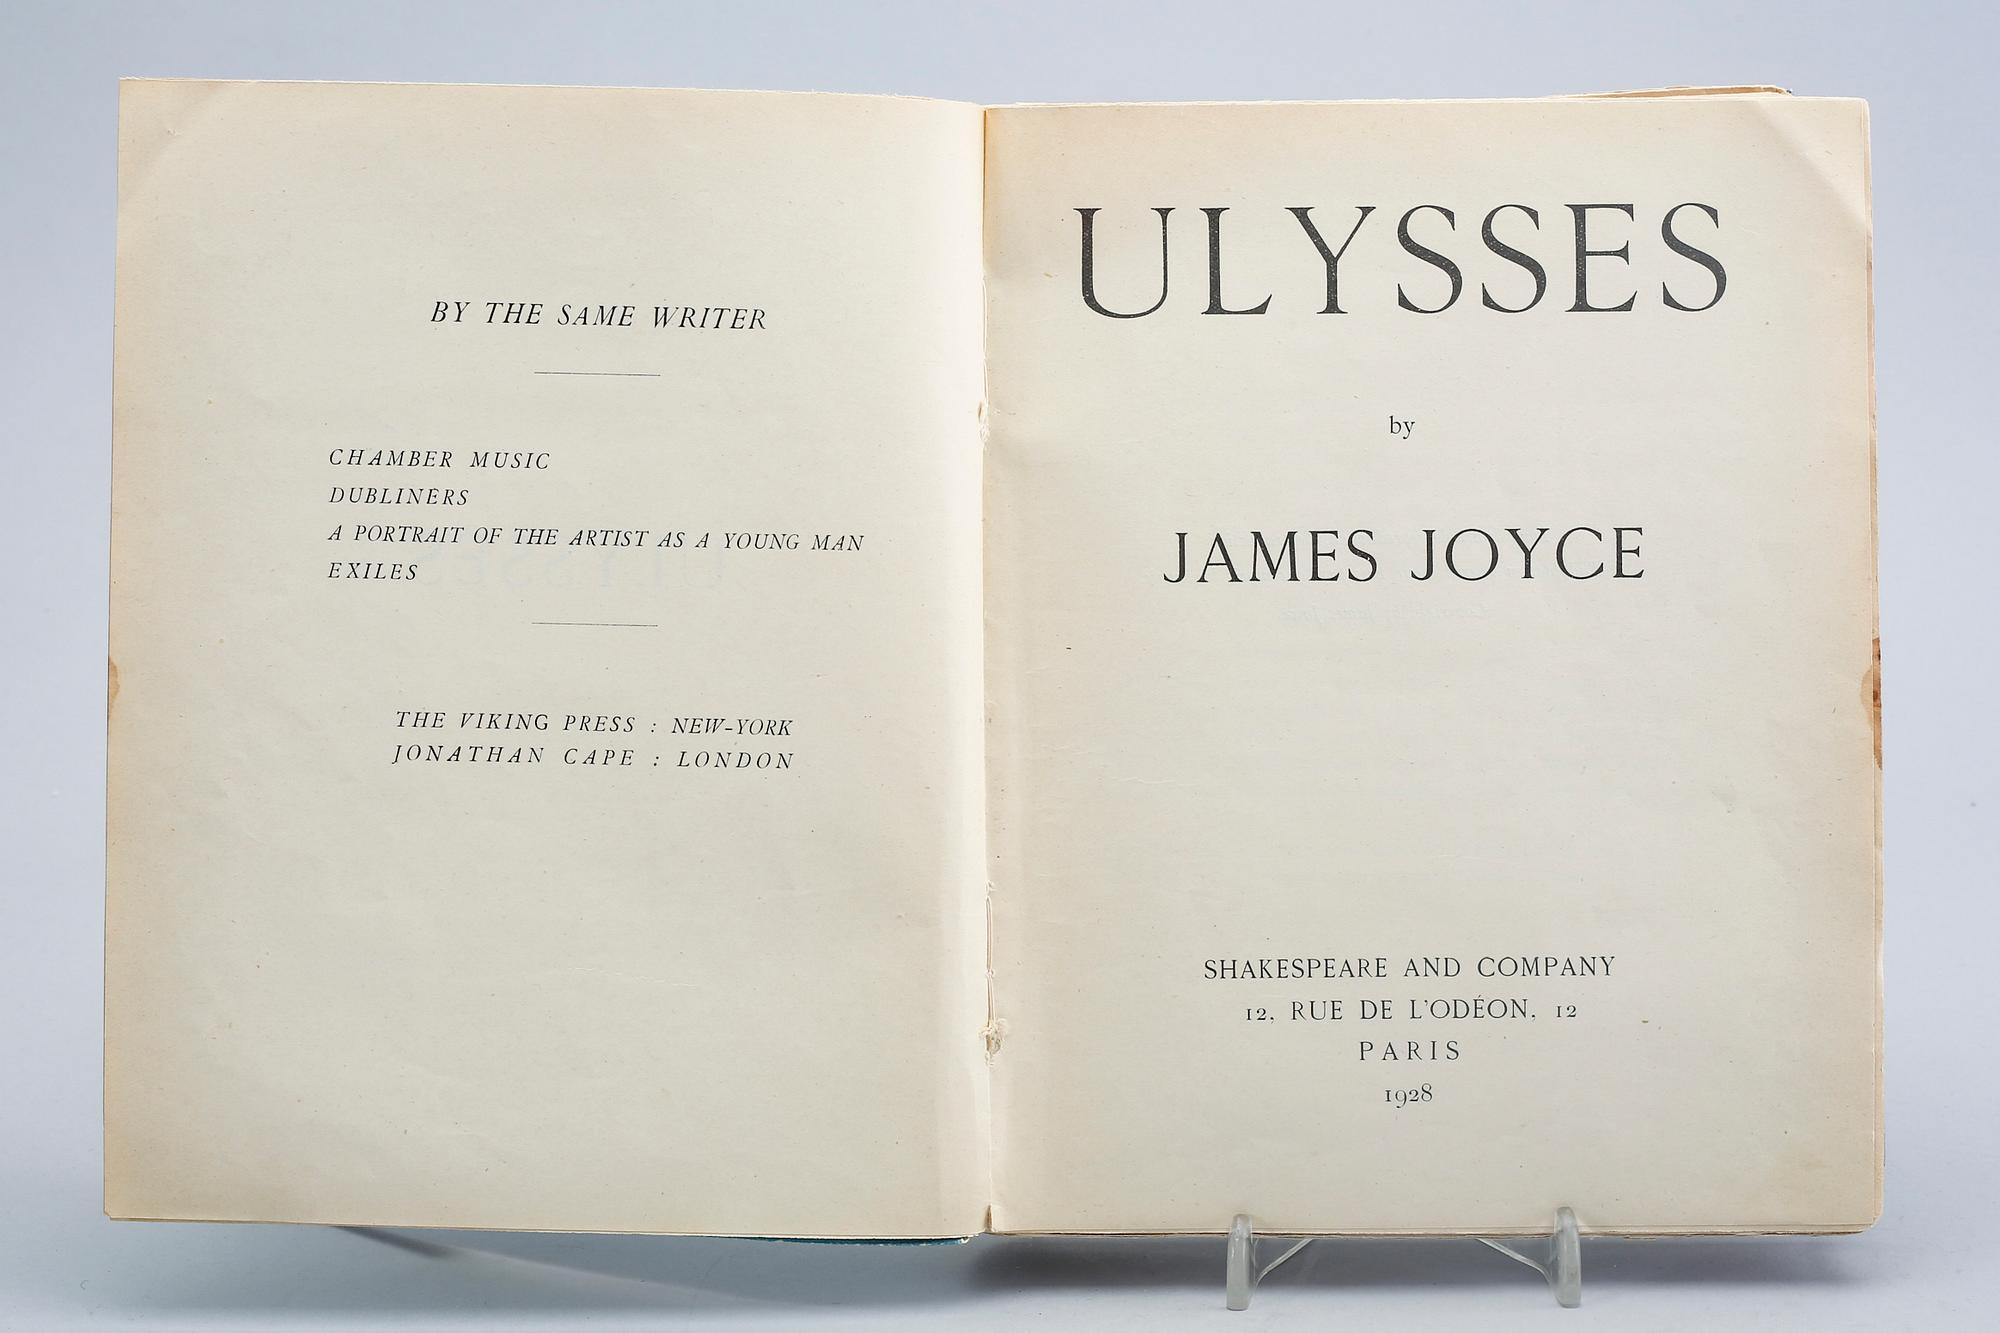 BY THE SAME WRITER
CHAMBER MUSIC
DUBLINERS
A PORTRAIT OF THE ARTIST AS A YOUNG MAN
EXILES
THE VIKING PRESS : NEW-YORK
JONATHAN CAPE : LONDON
ULYSSES
by
JAMES JOYCE
SHAKESPEARE AND COMPANY
12, RUE DE L'ODÉON, 12
PARIS
1928